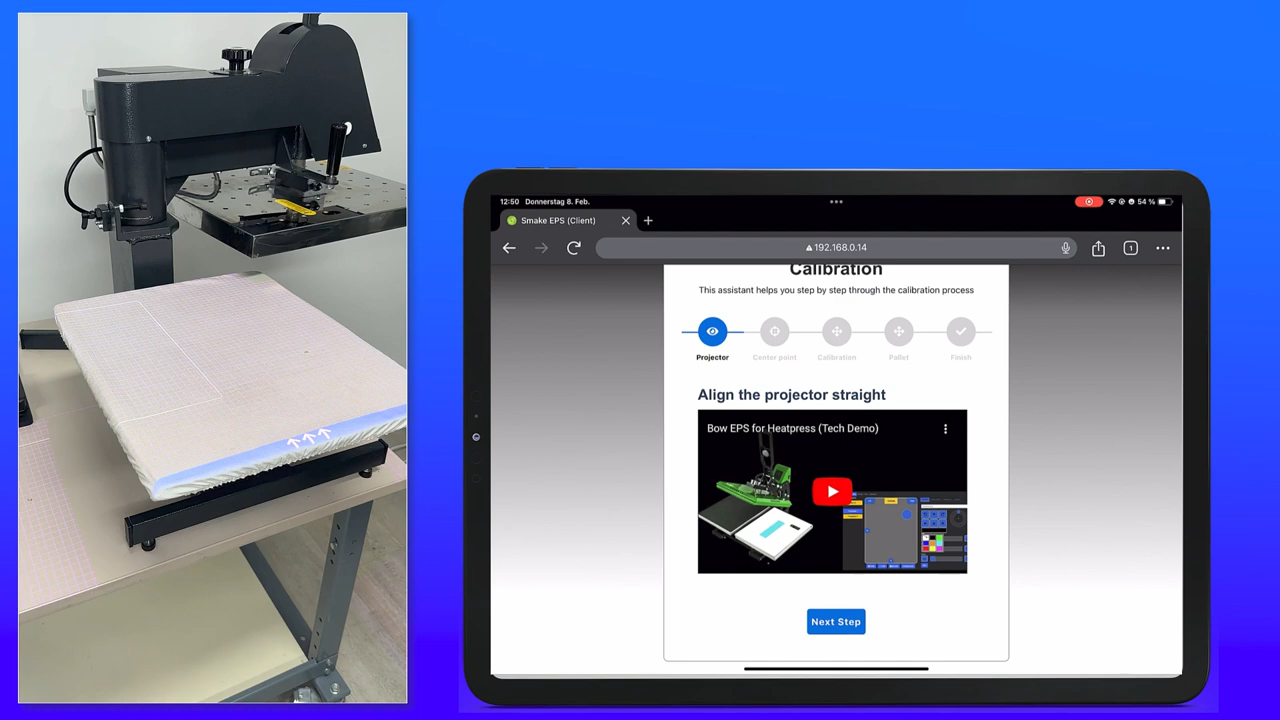 12:50 Donnerstag 8. Feb.
54 %
Smake EPS (Client)
192.168.0.14
1
Calibration
This assistant helps you step by step through the calibration process
Projector
Center point
Calibration
Pallet
Finish
Align the projector straight
Bow EPS for Heatpress (Tech Demo)
Next Step